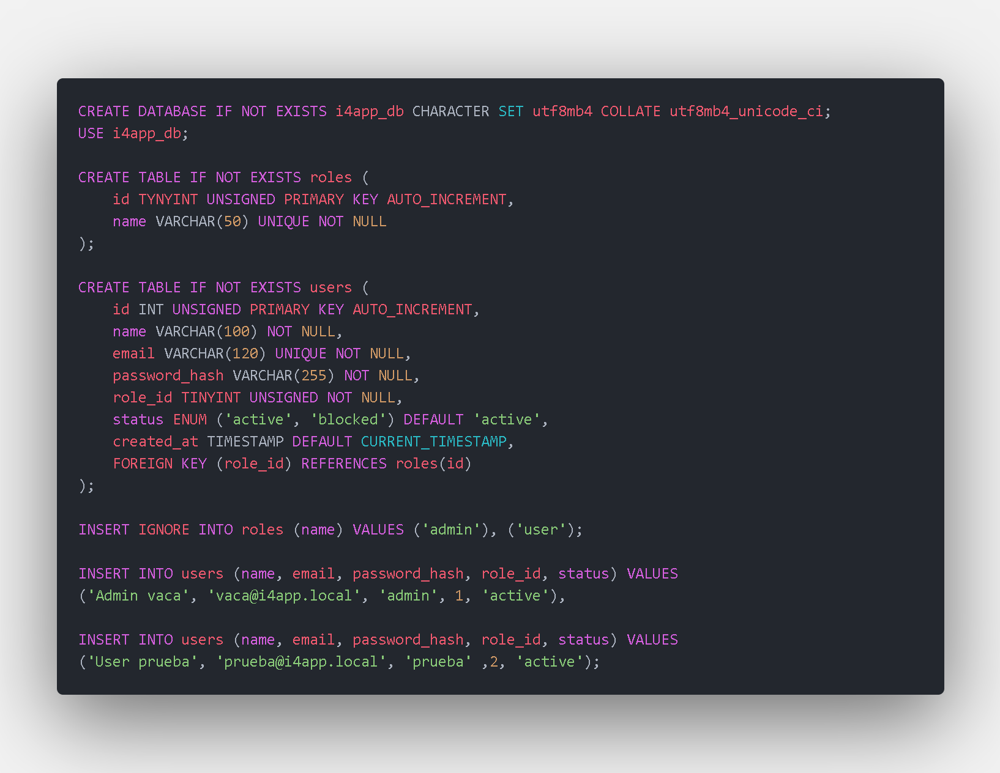 CREATE DATABASE IF NOT EXISTS i4app_db CHARACTER SET utf8mb4 COLLATE utf8mb4_unicode_ci;
USE i4app_db;
CREATE TABLE IF NOT EXISTS roles (
    id TYNYINT UNSIGNED PRIMARY KEY AUTO_INCREMENT,
    name VARCHAR(50) UNIQUE NOT NULL
);
CREATE TABLE IF NOT EXISTS users (
    id INT UNSIGNED PRIMARY KEY AUTO_INCREMENT,
    name VARCHAR(100) NOT NULL,
    email VARCHAR(120) UNIQUE NOT NULL,
    password_hash VARCHAR(255) NOT NULL,
    role_id TINYINT UNSIGNED NOT NULL,
    status ENUM ('active', 'blocked') DEFAULT 'active',
    created_at TIMESTAMP DEFAULT CURRENT_TIMESTAMP,
    FOREIGN KEY (role_id) REFERENCES roles(id)
);
INSERT IGNORE INTO roles (name) VALUES ('admin'), ('user');
INSERT INTO users (name, email, password_hash, role_id, status) VALUES
('Admin vaca', 'vaca@i4app.local', 'admin', 1, 'active'),
INSERT INTO users (name, email, password_hash, role_id, status) VALUES
('User prueba', 'prueba@i4app.local', 'prueba' ,2, 'active');